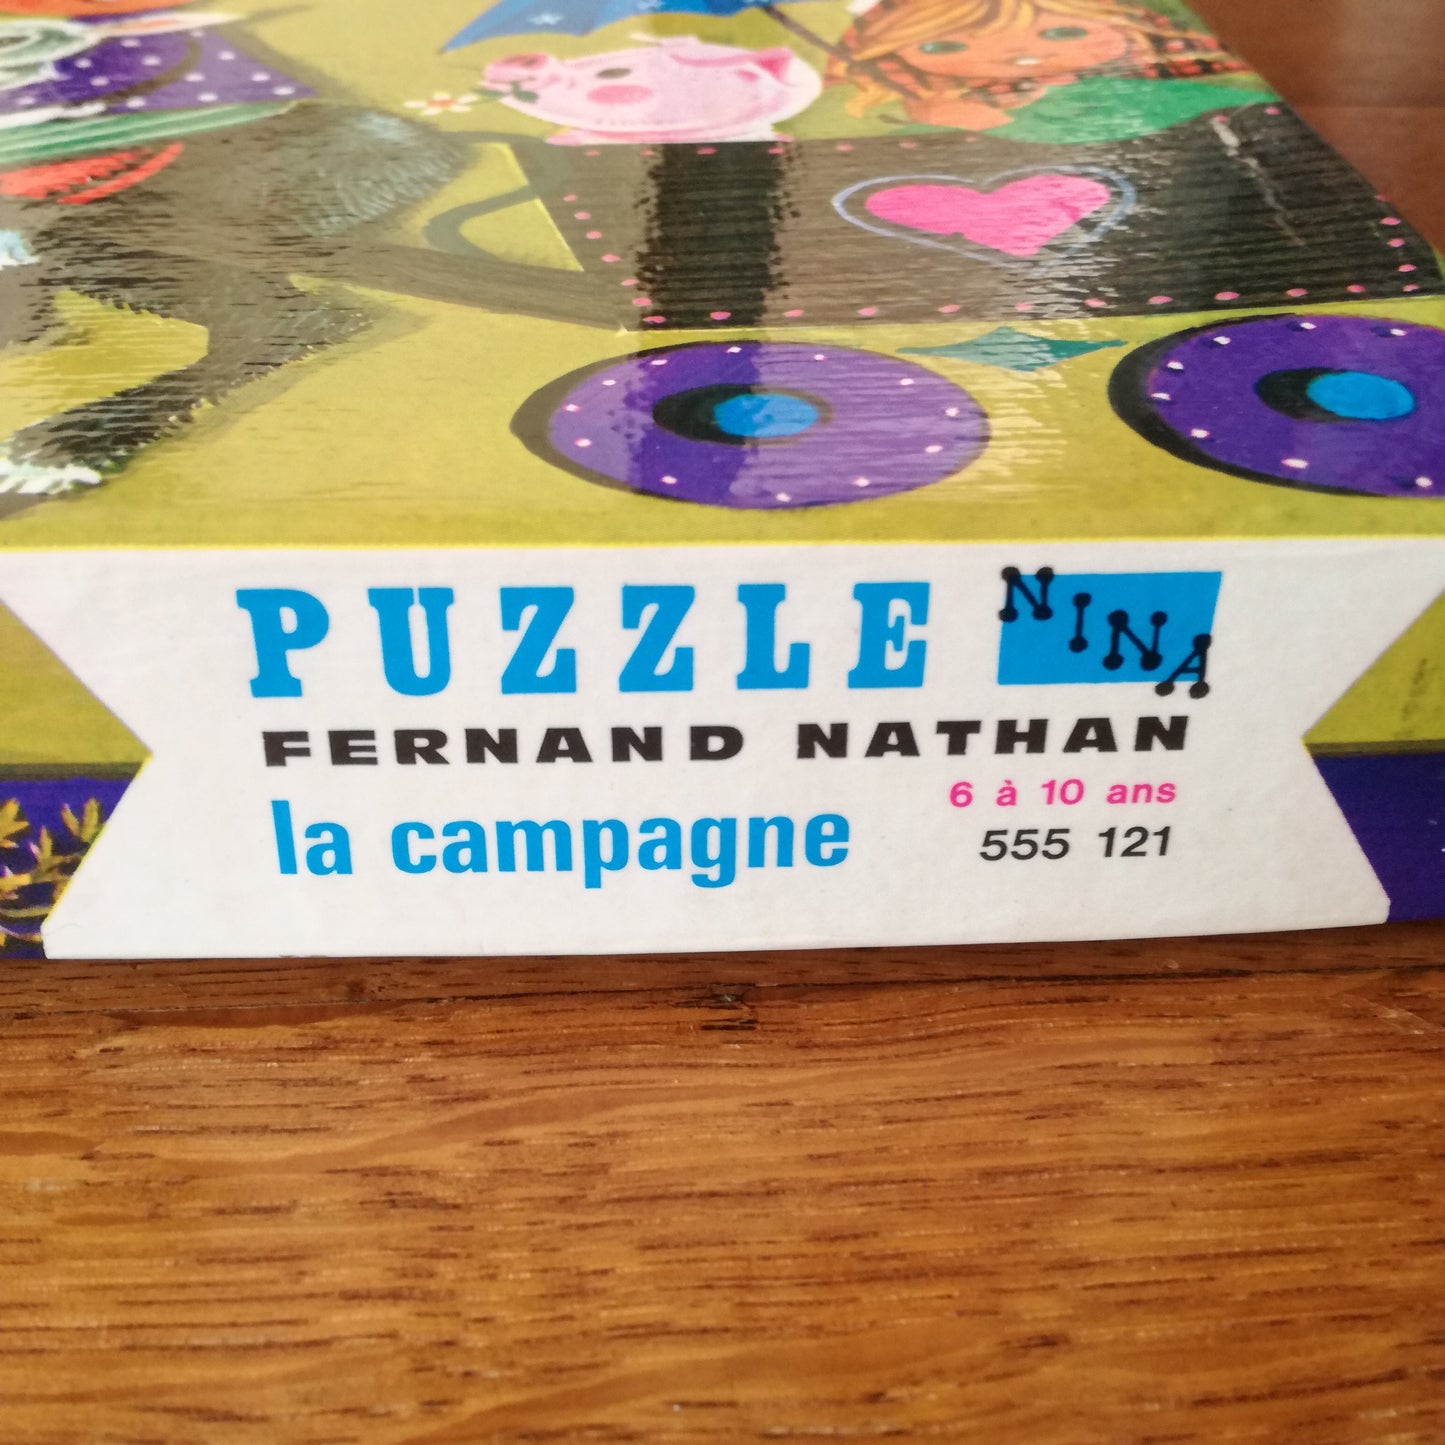 PUZZLE NINA
FERNAND NATHAN
6 à 10 ans
la campagne
555 121